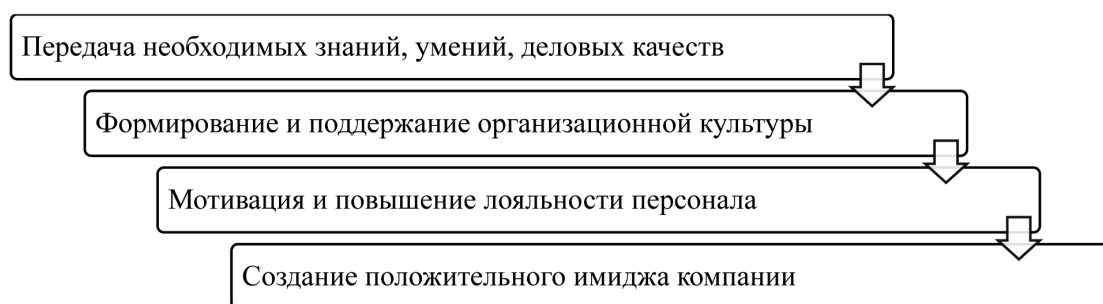 Передача необходимых знаний, умений, деловых качеств
Формирование и поддержание организационной культуры
Мотивация и повышение лояльности персонала
Создание положительного имиджа компании